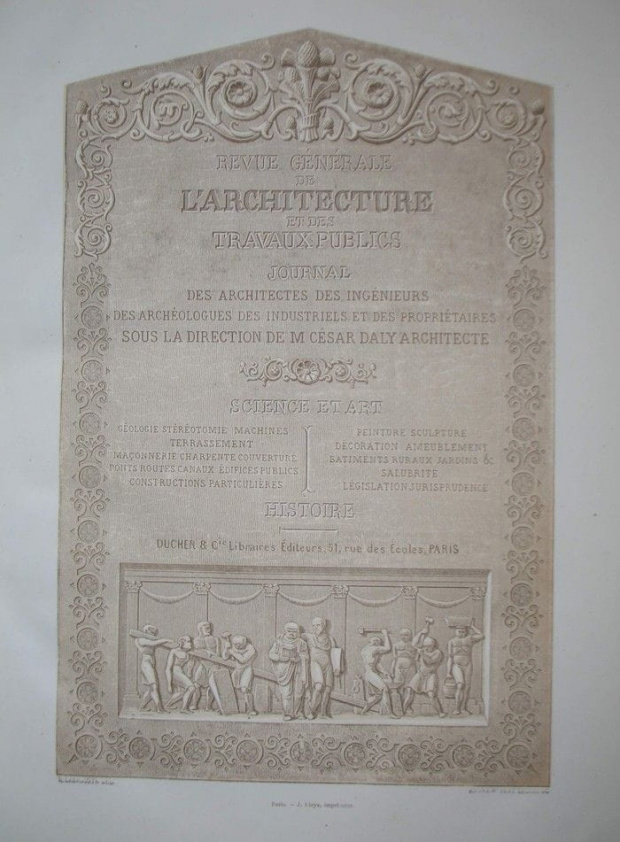 REVUE GÉNÉRALE
DE
L'ARCHITECTURE
ET DES
TRAVAUX PUBLICS
JOURNAL
DES ARCHITECTES DES INGÉNIEURS
DES ARCHÉOLOGUES DES INDUSTRIELS ET DES PROPRIÉTAIRES
SOUS LA DIRECTION DE M CÉSAR DALY ARCHITECTE
SCIENCE ET ART
GÉOLOGIE STÉRÉOTOMIE MACHINES
TERRASSEMENT
MAÇONNERIE CHARPENTE COUVERTURE
PONTS ROUTES CANAUX ÉDIFICES PUBLICS
CONSTRUCTIONS PARTICULIÈRES
PEINTURE SCULPTURE
DÉCORATION AMEUBLEMENT
BATIMENTS RURAUX JARDINS &
SALUBRITÉ
LÉGISLATION JURISPRUDENCE
HISTOIRE
DUCHER & Cie Libraires Éditeurs, 51, rue des Écoles, PARIS
Paris. —